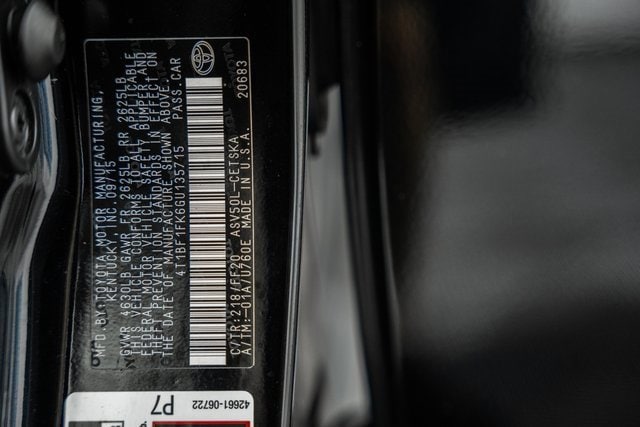 MFD.BY:TOYOTA MOTOR MANUFACTURING,
KENTUCKY, INC. 09/15
GVWR 4630LB GAWR FR 2625LB RR 2625LB
THIS VEHICLE CONFORMS TO ALL APPLICABLE
FEDERAL MOTOR VEHICLE SAFETY, BUMPER, AND
THEFT PREVENTION STANDARDS IN EFFECT ON
THE DATE OF MANUFACTURE SHOWN ABOVE.
4T1BF1FK6GU135715 PASS.CAR
C/TR:218/FF20 ASV50L-CETSKA
A/TM:-01A/U760E MADE IN U.S.A. 20683
42661-06722
P7